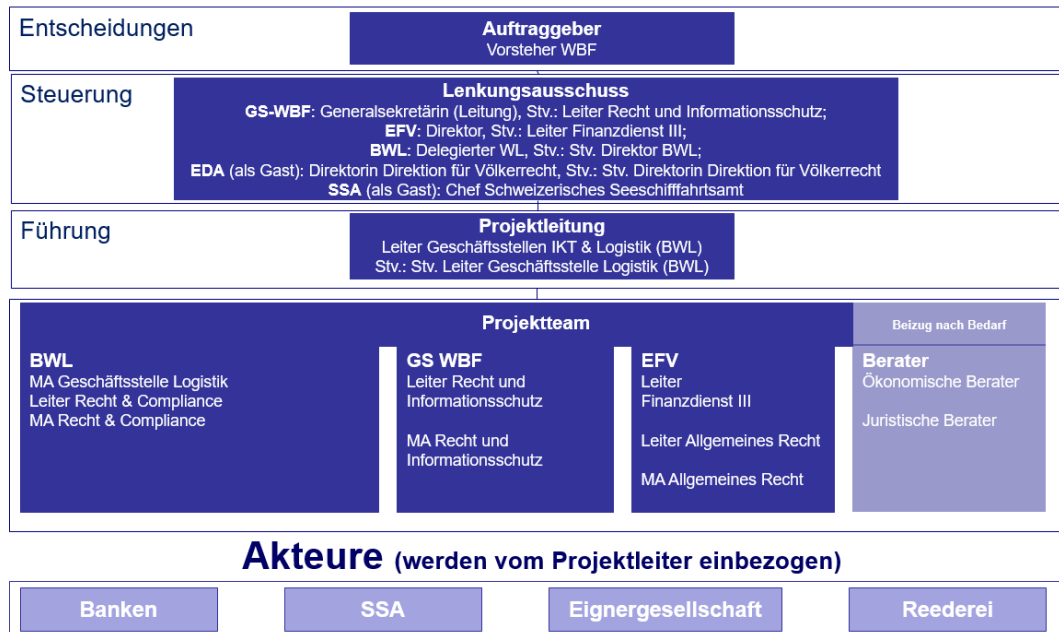 Entscheidungen
Auftraggeber
Vorsteher WBF
Steuerung
Lenkungsausschuss
GS-WBF: Generalsekretärin (Leitung), Stv.: Leiter Recht und Informationsschutz;
EFV: Direktor, Stv.: Leiter Finanzdienst III;
BWL: Delegierter WL, Stv.: Stv. Direktor BWL;
EDA (als Gast): Direktorin Direktion für Völkerrecht, Stv.: Stv. Direktorin Direktion für Völkerrecht
SSA (als Gast): Chef Schweizerisches Seeschifffahrtsamt
Führung
Projektleitung
Leiter Geschäftsstellen IKT & Logistik (BWL)
Stv.: Stv. Leiter Geschäftsstelle Logistik (BWL)
Projektteam
Beizug nach Bedarf
BWL
MA Geschäftsstelle Logistik
Leiter Recht & Compliance
MA Recht & Compliance
GS WBF
Leiter Recht und
Informationsschutz
MA Recht und
Informationsschutz
EFV
Leiter
Finanzdienst III
Leiter Allgemeines Recht
MA Allgemeines Recht
Berater
Ökonomische Berater
Juristische Berater
Akteure (werden vom Projektleiter einbezogen)
Banken
SSA
Eignergesellschaft
Reederei